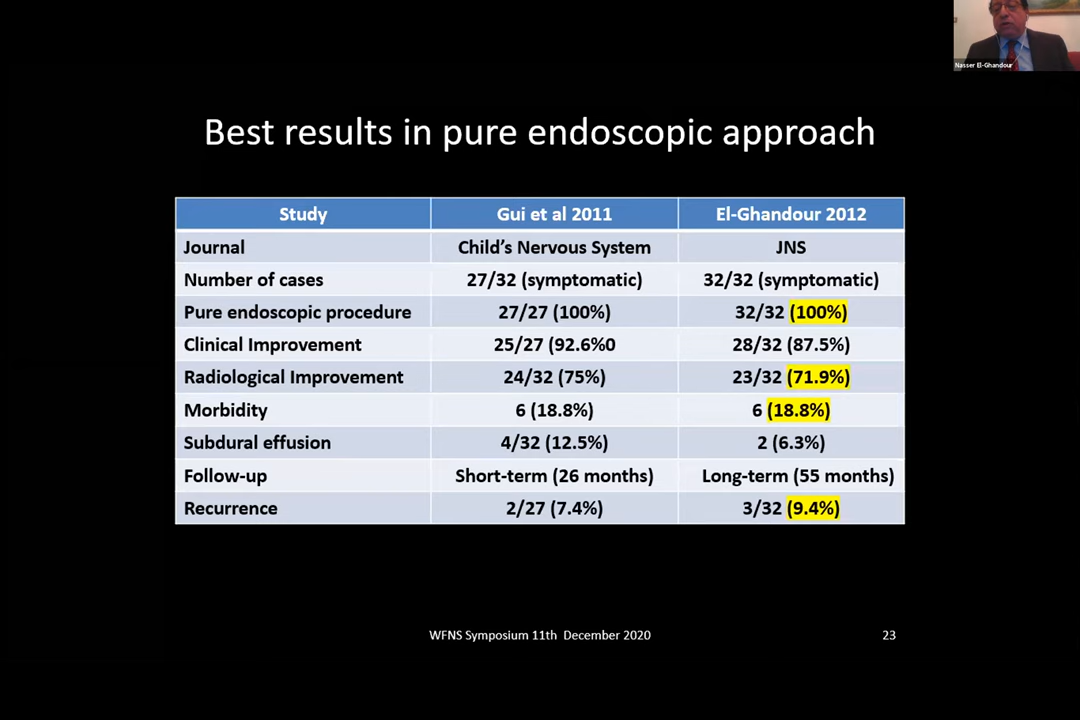 Nasser El-Ghandour
Best results in pure endoscopic approach
Study Gui et al 2011 El-Ghandour 2012
Journal Child's Nervous System JNS
Number of cases 27/32 (symptomatic) 32/32 (symptomatic)
Pure endoscopic procedure 27/27 (100%) 32/32 (100%)
Clinical Improvement 25/27 (92.6%0 28/32 (87.5%)
Radiological Improvement 24/32 (75%) 23/32 (71.9%)
Morbidity 6 (18.8%) 6 (18.8%)
Subdural effusion 4/32 (12.5%) 2 (6.3%)
Follow-up Short-term (26 months) Long-term (55 months)
Recurrence 2/27 (7.4%) 3/32 (9.4%)
WFNS Symposium 11th December 2020 23